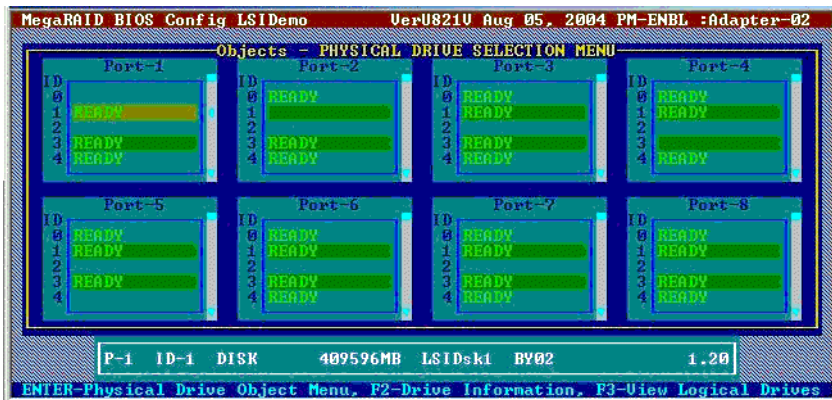 MegaRAID BIOS Config LSIDemo VerU821V Aug 05, 2004 PM-ENBL :Adapter-02
Objects - PHYSICAL DRIVE SELECTION MENU
Port-1 Port-2 Port-3 Port-4
ID ID ID ID
0 0 READY 0 READY 0 READY
1 READY 1 1 READY 1 READY
2 2 2 2
3 READY 3 READY 3 READY 3
4 READY 4 READY 4 READY 4 READY
Port-5 Port-6 Port-7 Port-8
ID ID ID ID
0 READY 0 READY 0 READY 0 READY
1 READY 1 READY 1 READY 1 READY
2 2 2 2
3 READY 3 READY 3 READY 3 READY
4 4 READY 4 READY 4 READY
P-1 ID-1 DISK 409596MB LSIDsk1 BY02 1.20
ENTER-Physical Drive Object Menu, F2-Drive Information, F3-View Logical Drives